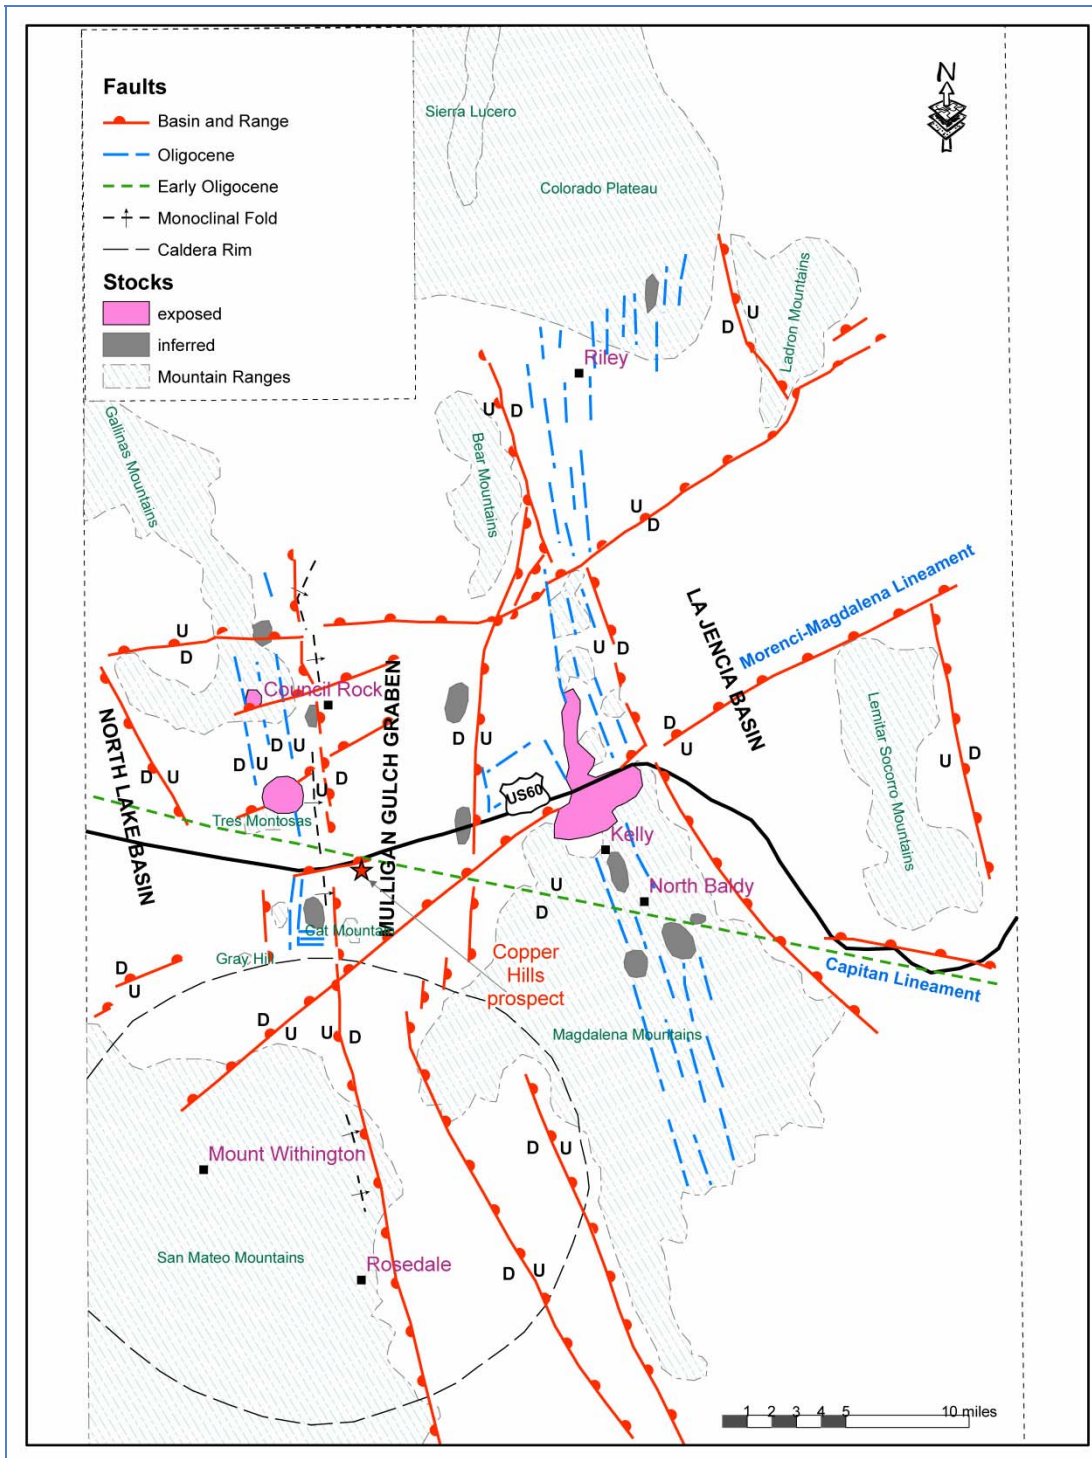 Faults
Basin and Range
Oligocene
Early Oligocene
Monoclinal Fold
Caldera Rim
Stocks
exposed
inferred
Mountain Ranges
N
Sierra Lucero
Colorado Plateau
Ladron Mountains
U
D
Riley
Gallinas Mountains
Bear Mountains
U D
U
D
Morenci-Magdalena Lineament
LA JENCIA BASIN
U
D
U D
Council Rock
MULLIGAN GULCH GRABEN
NORTH LAKE BASIN
D U
D U
D U
D U
U D
D
U
Lemitar Socorro Mountains
U D
US60
Tres Montosas
Kelly
North Baldy
U
D
Cat Mountain
Gray Hill
Copper
Hills
prospect
Capitan Lineament
D
U
D U
U D
Magdalena Mountains
Mount Withington
D U
San Mateo Mountains
Rosedale
D U
1 2 3 4 5 10 miles